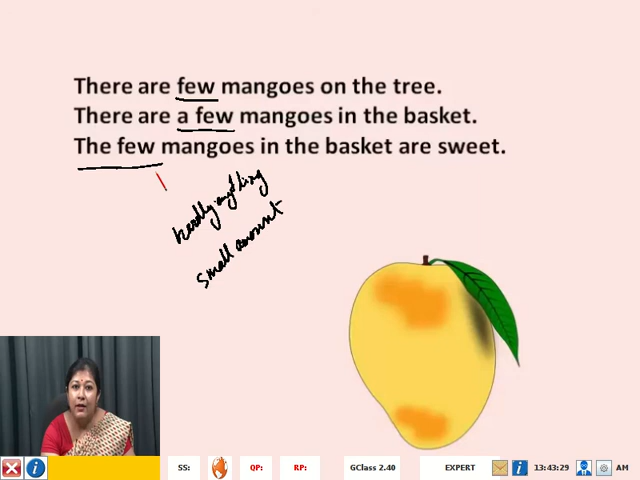 There are few mangoes on the tree.
There are a few mangoes in the basket.
The few mangoes in the basket are sweet.
hardly anything
small amount
SS:
QP:
RP:
GClass 2.40
EXPERT
13:43:29
AM